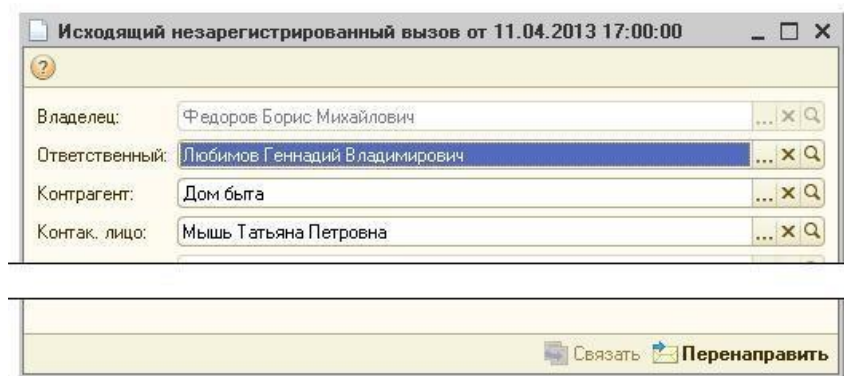 Исходящий незарегистрированный вызов от 11.04.2013 17:00:00
Владелец: Федоров Борис Михайлович
Ответственный: Любимов Геннадий Владимирович
Контрагент: Дом быта
Контак. лицо: Мышь Татьяна Петровна
Связать Перенаправить